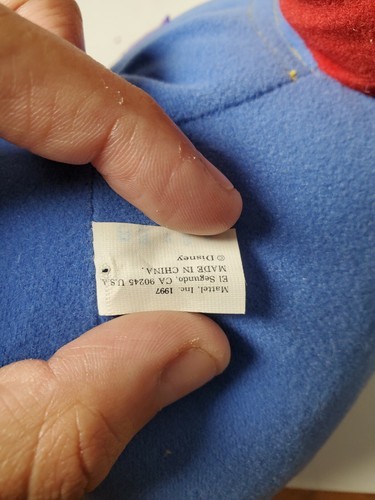 Mattel, Inc. 1997
El Segundo, CA 90245 U.S.A.
MADE IN CHINA.
© Disney